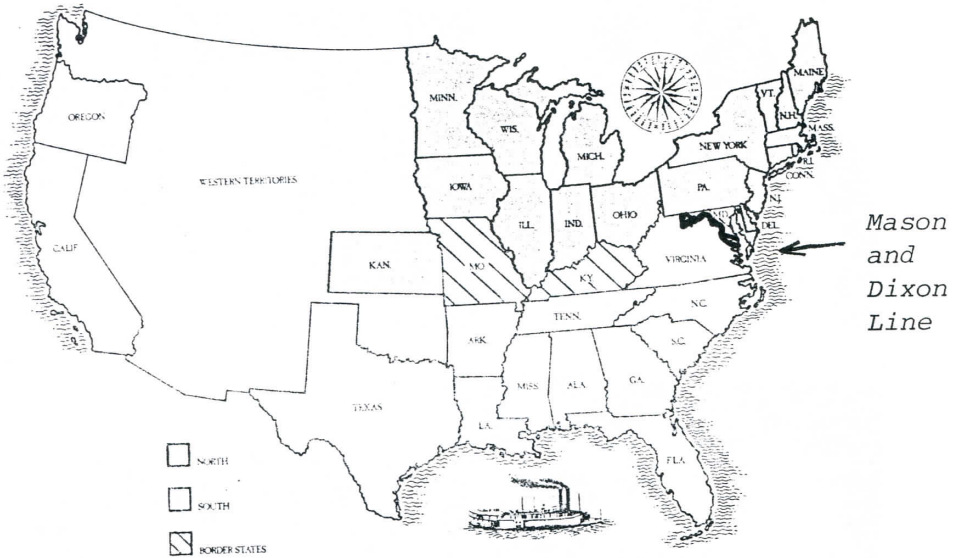 MAINE
VT.
N.H.
MINN.
MASS.
OREGON
WIS.
NEW YORK
MICH.
R.I.
CONN.
WESTERN TERRITORIES
IOWA
PA.
N.J.
OHIO
ILL.
IND.
MD.
DEL.
Mason
and
Dixon
Line
CALIF
VIRGINIA
KAN.
MO
KY.
N.C.
TENN.
ARK.
S.C.
MISS.
ALA.
GA.
TEXAS
LA.
FLA.
NORTH
SOUTH
BORDER STATES